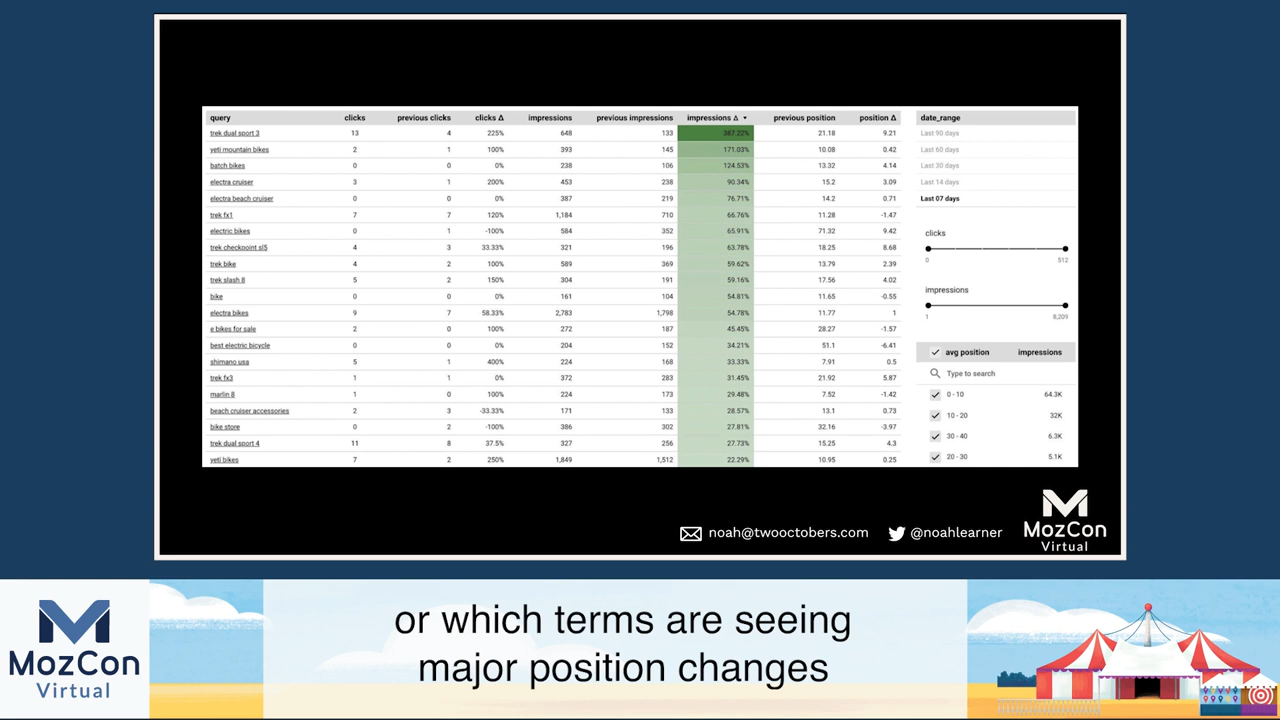 query clicks previous clicks clicks Δ impressions previous impressions impressions Δ previous position position Δ
trek dual sport 3 13 4 225% 648 133 387.22% 21.18 9.21
yeti mountain bikes 2 1 100% 393 145 171.03% 10.08 0.42
batch bikes 0 0 0% 238 106 124.53% 13.32 4.14
electra cruiser 3 1 200% 453 238 90.34% 15.2 3.09
electra beach cruiser 0 0 0% 387 219 76.71% 14.2 0.71
trek fx1 7 7 120% 1,184 710 66.76% 11.28 -1.47
electric bikes 0 1 -100% 584 352 65.91% 71.32 9.42
trek checkpoint sl5 4 3 33.33% 321 196 63.78% 18.25 8.68
trek bike 4 2 100% 589 369 59.62% 13.79 2.39
trek slash 8 5 2 150% 304 191 59.16% 17.56 4.02
bike 0 0 0% 161 104 54.81% 11.65 -0.55
electra bikes 9 7 58.33% 2,783 1,798 54.78% 11.77 1
e bikes for sale 2 0 100% 272 187 45.45% 28.27 -1.57
best electric bicycle 0 0 0% 204 152 34.21% 51.1 -6.41
shimano usa 5 1 400% 224 168 33.33% 7.91 0.5
trek fx3 1 1 0% 372 283 31.45% 21.92 5.87
marlin 8 1 0 100% 224 173 29.48% 7.52 -1.42
beach cruiser accessories 2 3 -33.33% 171 133 28.57% 13.1 0.73
bike store 0 2 -100% 386 302 27.81% 32.16 -3.97
trek dual sport 4 11 8 37.5% 327 256 27.73% 15.25 4.3
yeti bikes 7 2 250% 1,849 1,512 22.29% 10.95 0.25
date_range
Last 90 days
Last 60 days
Last 30 days
Last 14 days
Last 07 days
clicks
0 512
impressions
1 8,209
avg position impressions
Type to search
0 - 10 64.3K
10 - 20 32K
30 - 40 6.3K
20 - 30 5.1K
noah@twooctobers.com @noahlearner
MozCon
Virtual
MozCon
Virtual
or which terms are seeing
major position changes